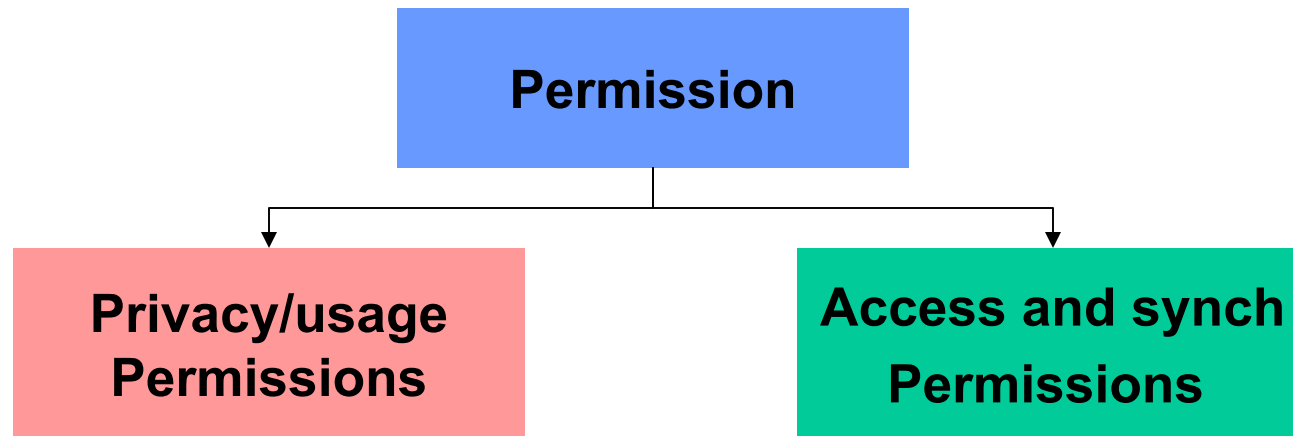 Permission
Privacy/usage
Permissions
Access and synch
Permissions